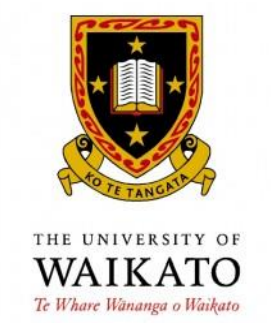 KO TE TANGATA
THE UNIVERSITY OF
WAIKATO
Te Whare Wānanga o Waikato